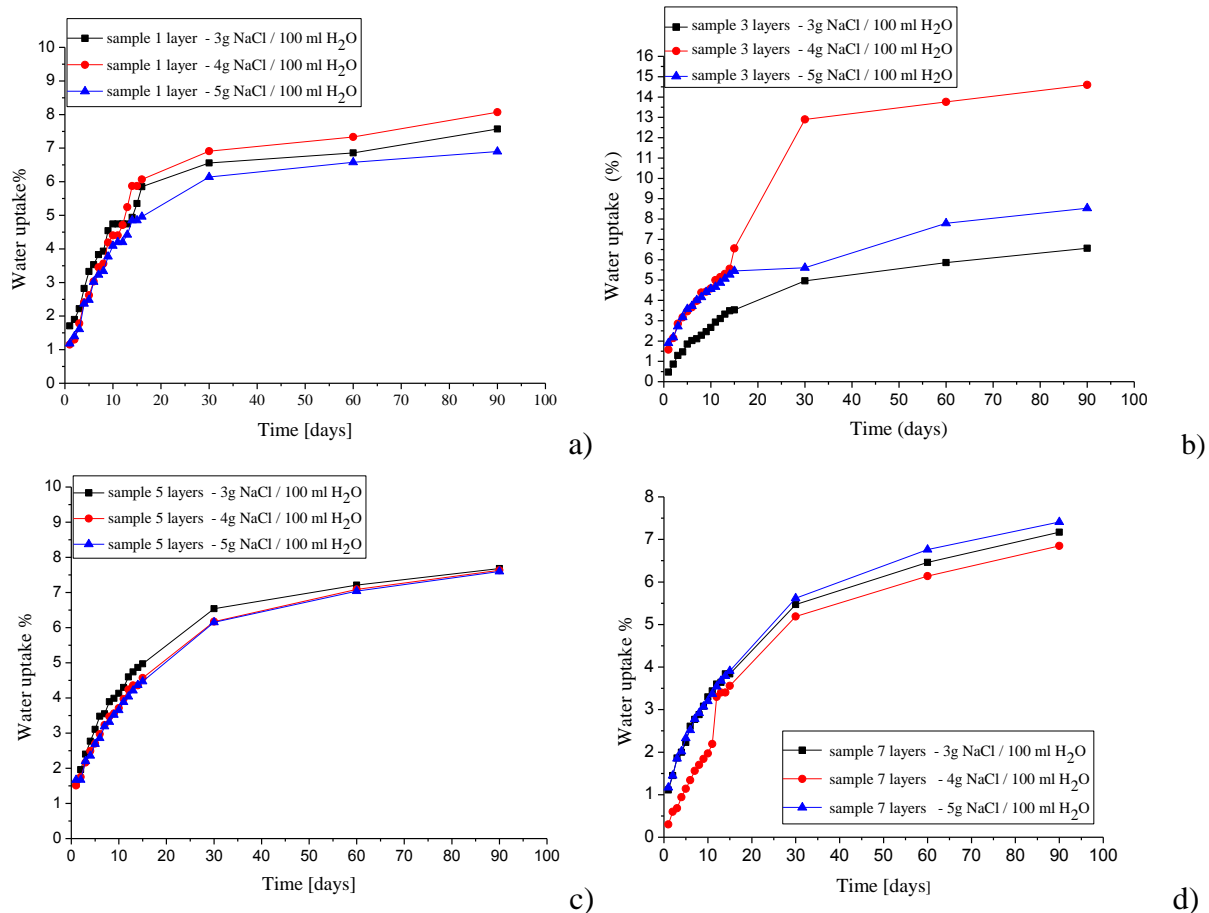 sample 1 layer - 3g NaCl / 100 ml H2O
sample 1 layer - 4g NaCl / 100 ml H2O
sample 1 layer - 5g NaCl / 100 ml H2O
10
9
8
7
6
5
4
3
2
1
0
Water uptake%
0 10 20 30 40 50 60 70 80 90 100
Time [days]
a)
sample 3 layers - 3g NaCl / 100 ml H2O
sample 3 layers - 4g NaCl / 100 ml H2O
sample 3 layers - 5g NaCl / 100 ml H2O
16
15
14
13
12
11
10
9
8
7
6
5
4
3
2
1
0
Water uptake (%)
0 10 20 30 40 50 60 70 80 90 100
Time (days)
b)
sample 5 layers - 3g NaCl / 100 ml H2O
sample 5 layers - 4g NaCl / 100 ml H2O
sample 5 layers - 5g NaCl / 100 ml H2O
10
9
8
7
6
5
4
3
2
1
0
Water uptake %
0 10 20 30 40 50 60 70 80 90 100
Time [days]
c)
8
7
6
5
4
3
2
1
0
Water uptake %
sample 7 layers - 3g NaCl / 100 ml H2O
sample 7 layers - 4g NaCl / 100 ml H2O
sample 7 layers - 5g NaCl / 100 ml H2O
0 10 20 30 40 50 60 70 80 90 100
Time [days]
d)